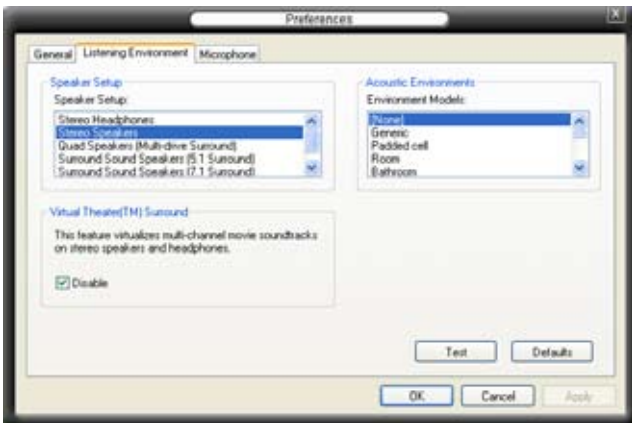 Preferences
General Listening Environment Microphone
Speaker Setup
Speaker Setup:
Stereo Headphones
Stereo Speakers
Quad Speakers (Multi-drive Surround)
Surround Sound Speakers (5.1 Surround)
Surround Sound Speakers (7.1 Surround)
Acoustic Environments
Environment Models:
[None]
Generic
Padded cell
Room
Bathroom
Virtual Theater(TM) Surround
This feature virtualizes multi-channel movie soundtracks
on stereo speakers and headphones.
Disable
Test Defaults
OK Cancel Apply